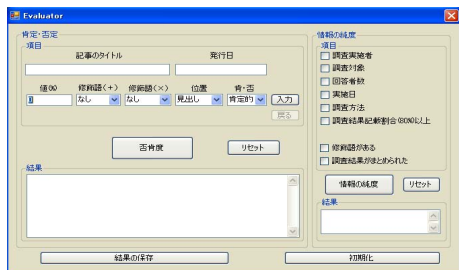 Evaluator
肯定・否定
項目
記事のタイトル 発行日
値(%) 修飾語(+) 修飾語(×) 位置 肯・否
1 なし なし 見出し 肯定的 入力
戻る
否肯度 リセット
結果
結果の保存
情報の純度
項目
調査実施者
調査対象
回答者数
実施日
調査方法
調査結果記載割合(80%)以上
修飾語がある
調査結果がまとめられた
情報の純度 リセット
結果
初期化